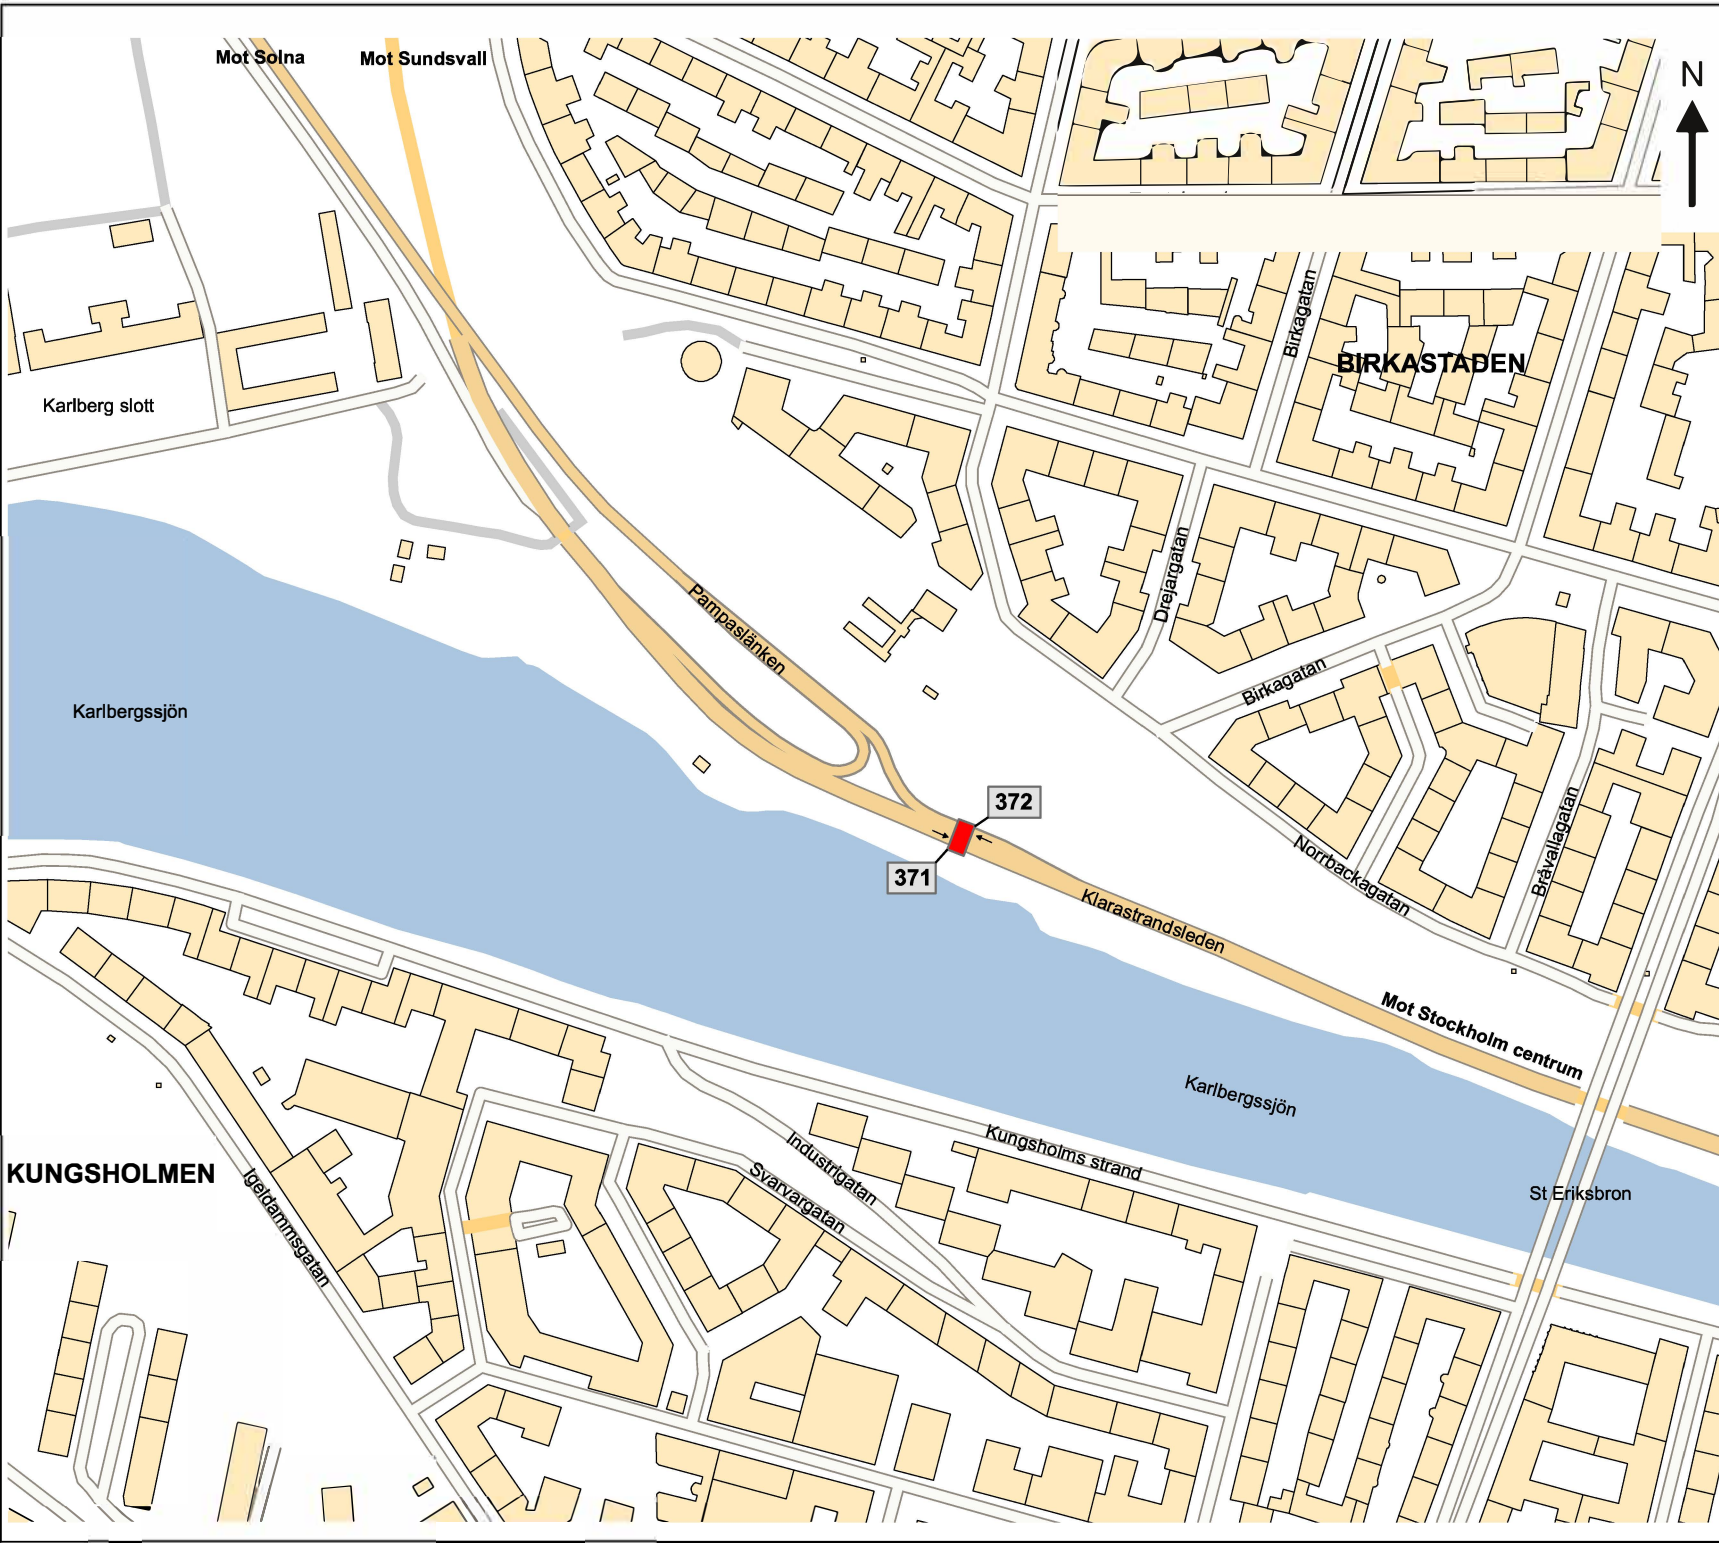 Mot Solna
Mot Sundsvall
N
Birkagatan
BIRKASTADEN
Karlberg slott
Drejargatan
Pampaslänken
Birkagatan
Karlbergssjön
372
371
Bråvallagatan
Norrbackagatan
Klarastrandsleden
Mot Stockholm centrum
Karlbergssjön
Kungsholms strand
Industrigatan
Svarvargatan
KUNGSHOLMEN
Igeldammsgatan
St Eriksbron